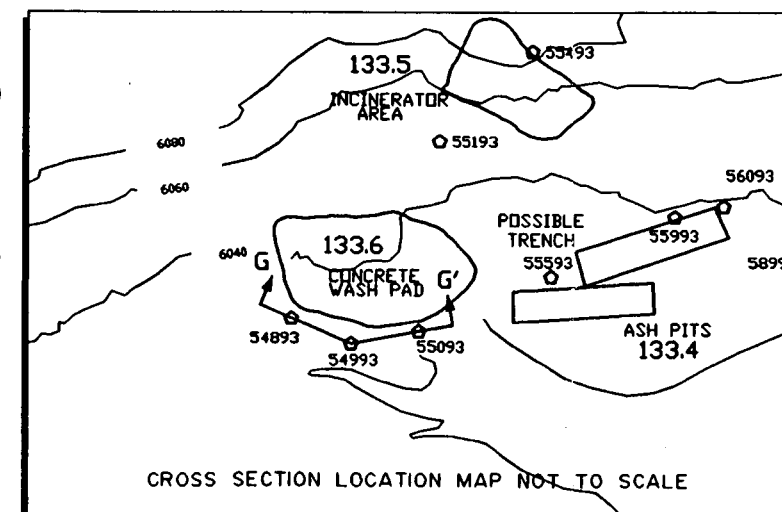 133.5
55493
INCINERATOR
AREA
55193
6080
6060
56093
POSSIBLE
TRENCH
55993
133.6
6040
G
CONCRETE
WASH PAD
G'
55593
5899
54893
54993
55093
ASH PITS
133.4
CROSS SECTION LOCATION MAP NOT TO SCALE